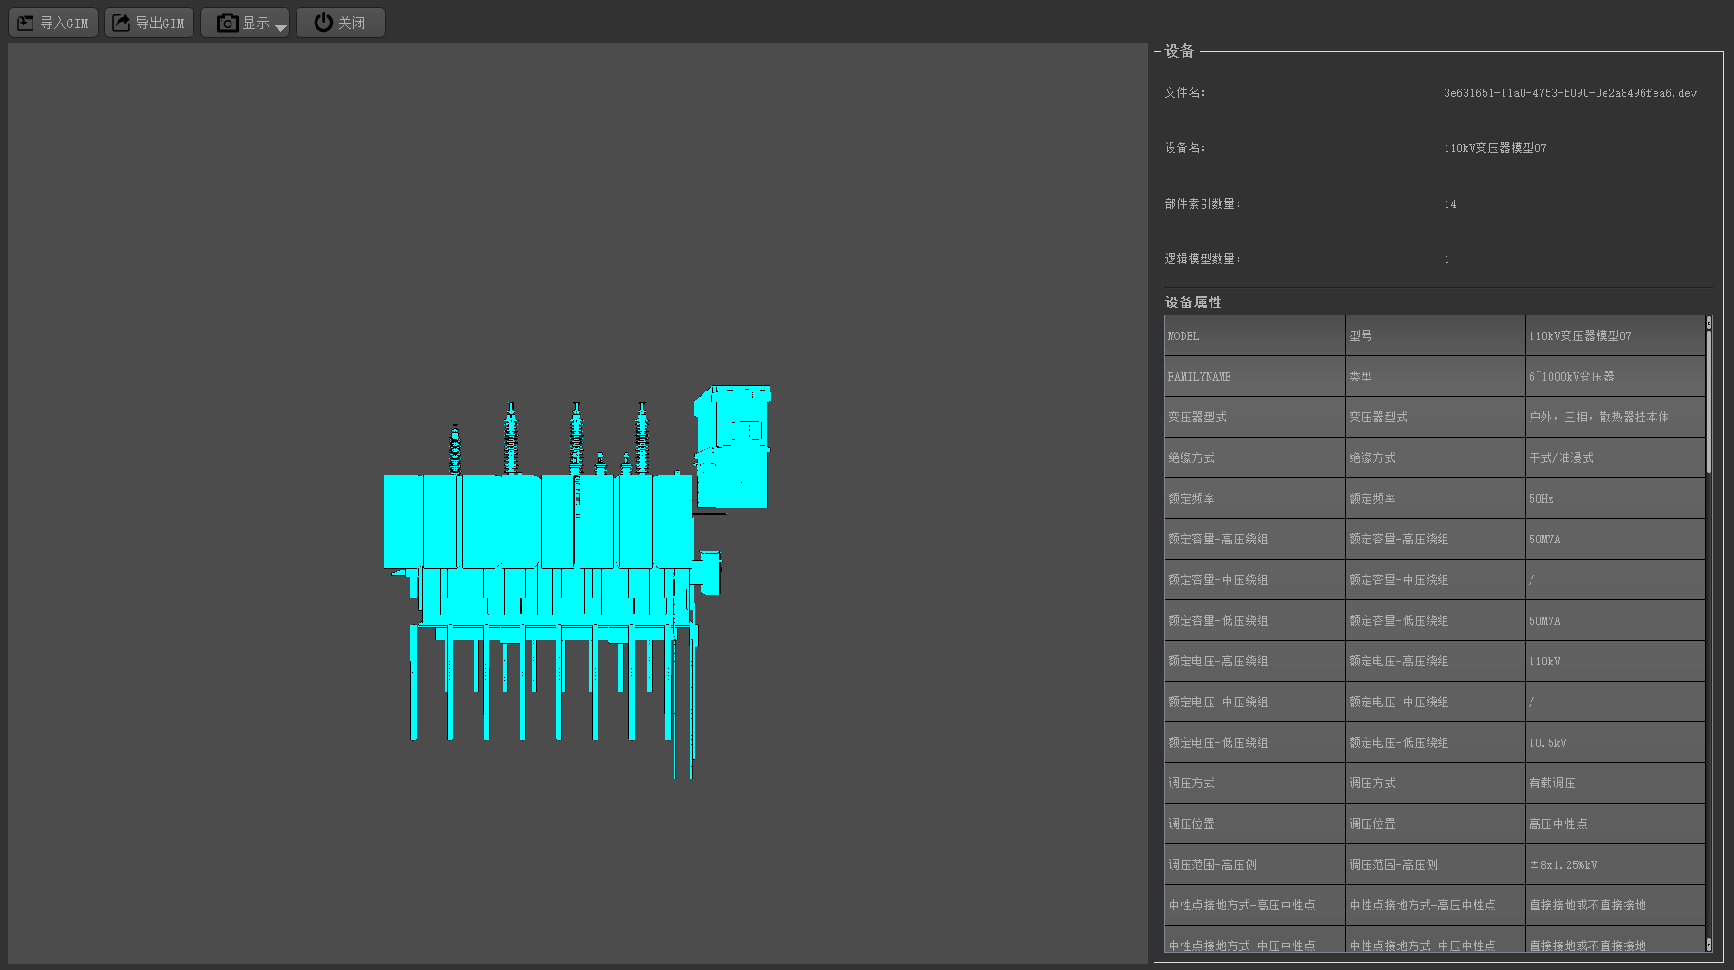 导入GIM 导出GIM 显示 关闭
设备
文件名:
设备名: 110kV变压器模型07
部件索引数量: 14
逻辑模型数量: 1
设备属性
MODEL 型号 110kV变压器模型07
FAMILYNAME 类型 6~1000kV变压器
变压器型式 变压器型式 户外，三相，散热器挂本体
绝缘方式 绝缘方式 干式/油浸式
额定频率 额定频率 50Hz
额定容量-高压绕组 额定容量-高压绕组 50MVA
额定容量-中压绕组 额定容量-中压绕组 /
额定容量-低压绕组 额定容量-低压绕组 50MVA
额定电压-高压绕组 额定电压-高压绕组 110kV
额定电压-中压绕组 额定电压-中压绕组 /
额定电压-低压绕组 额定电压-低压绕组 10.5kV
调压方式 调压方式 有载调压
调压位置 调压位置 高压中性点
调压范围-高压侧 调压范围-高压侧 ±8x1.25%kV
中性点接地方式-高压中性点 中性点接地方式-高压中性点 直接接地或不直接接地
中性点接地方式-中压中性点 中性点接地方式-中压中性点 直接接地或不直接接地